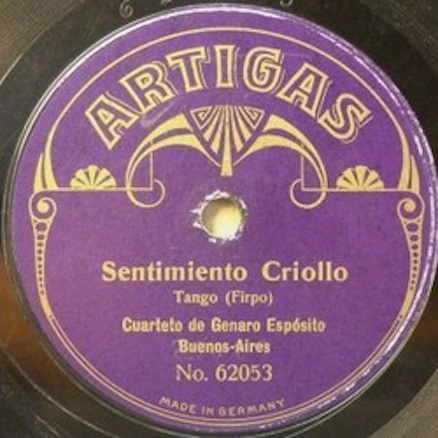 ARTIGAS
Sentimiento Criollo
Tango (Firpo)
Cuarteto de Genaro Espósito
Buenos-Aires
No. 62053
MADE IN GERMANY